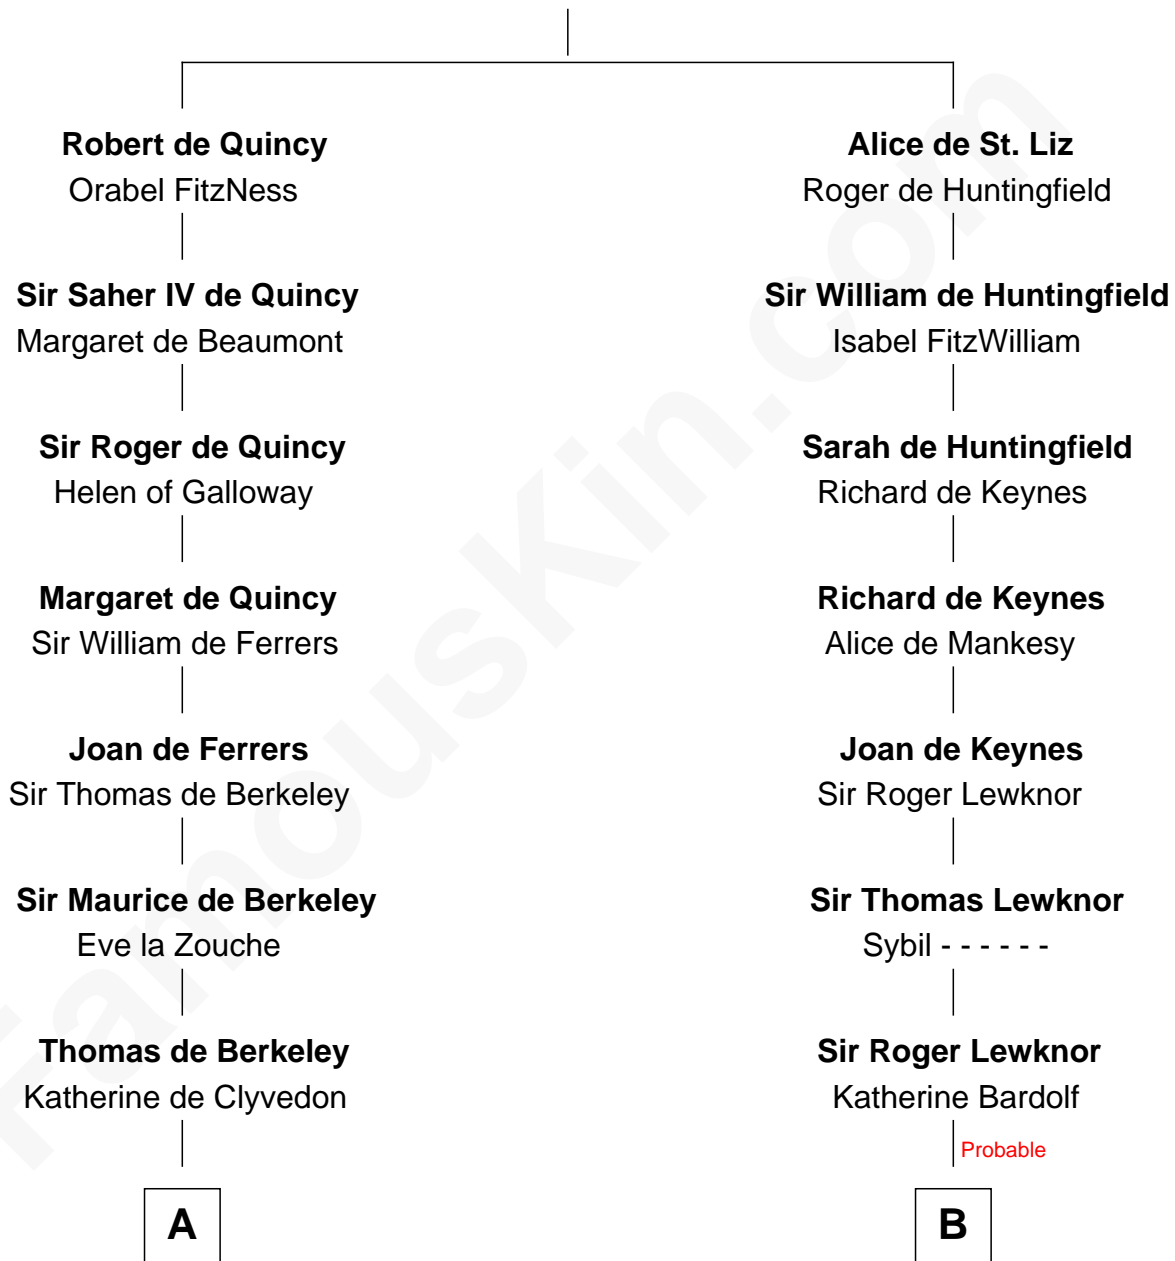 Robert de Quincy
Orabel FitzNess
Sir Saher IV de Quincy
Margaret de Beaumont
Sir Roger de Quincy
Helen of Galloway
Margaret de Quincy
Sir William de Ferrers
Joan de Ferrers
Sir Thomas de Berkeley
Sir Maurice de Berkeley
Eve la Zouche
Thomas de Berkeley
Katherine de Clyvedon
A
Alice de St. Liz
Roger de Huntingfield
Sir William de Huntingfield
Isabel FitzWilliam
Sarah de Huntingfield
Richard de Keynes
Richard de Keynes
Alice de Mankesy
Joan de Keynes
Sir Roger Lewknor
Sir Thomas Lewknor
Sybil - - - - - -
Sir Roger Lewknor
Katherine Bardolf
Probable
B
FamousKin.com